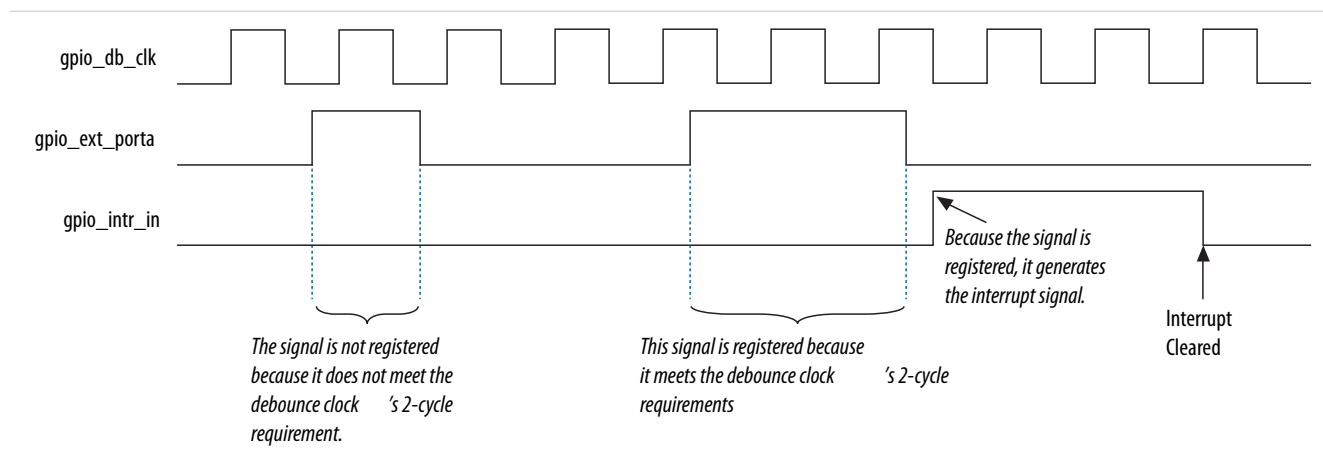 gpio_db_clk
gpio_ext_porta
gpio_intr_in
Because the signal is
registered, it generates
the interrupt signal.
Interrupt
Cleared
The signal is not registered
because it does not meet the
debounce clock ’s 2-cycle
requirement.
This signal is registered because
it meets the debounce clock ’s 2-cycle
requirements